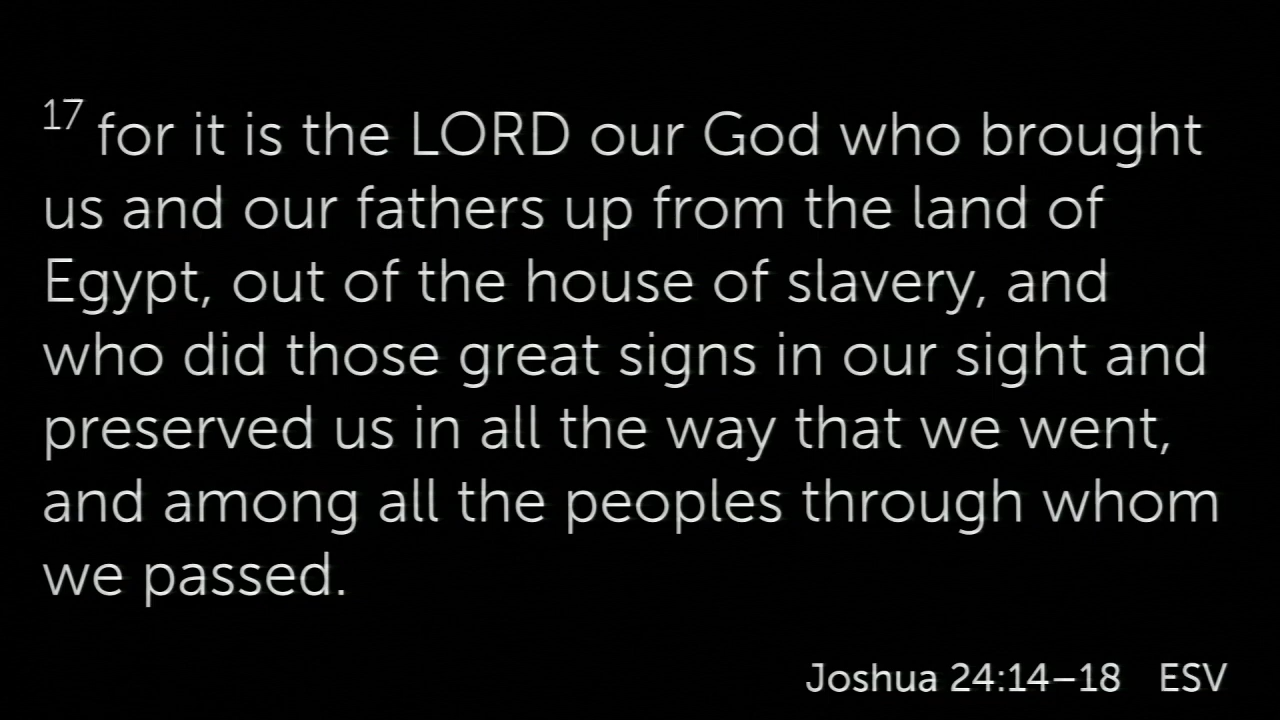 17 for it is the LORD our God who brought
us and our fathers up from the land of
Egypt, out of the house of slavery, and
who did those great signs in our sight and
preserved us in all the way that we went,
and among all the peoples through whom
we passed.
Joshua 24:14–18 ESV